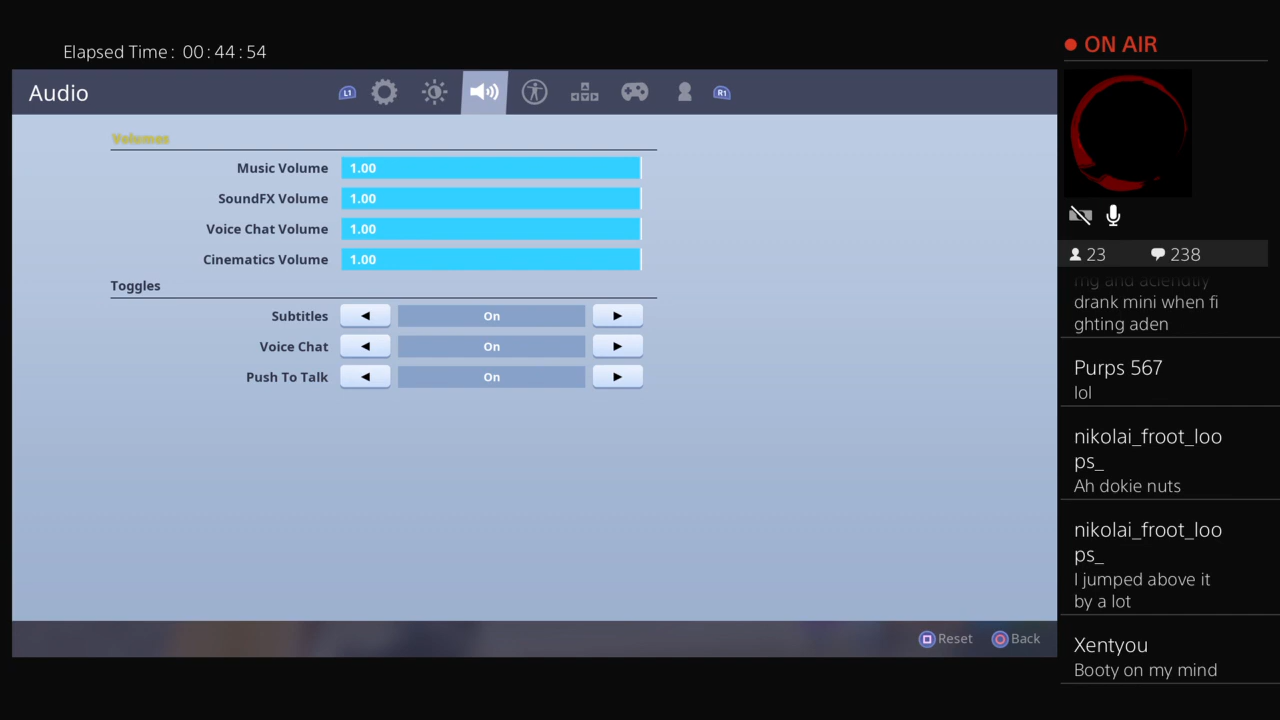 Elapsed Time: 00:44:54
ON AIR
Audio
L1
R1
Volumes
Music Volume 1.00
SoundFX Volume 1.00
Voice Chat Volume 1.00
Cinematics Volume 1.00
Toggles
Subtitles On
Voice Chat On
Push To Talk On
Reset Back
23 238
drank mini when fi
ghting aden
Purps 567
lol
nikolai_froot_loo
ps_
Ah dokie nuts
nikolai_froot_loo
ps_
I jumped above it
by a lot
Xentyou
Booty on my mind